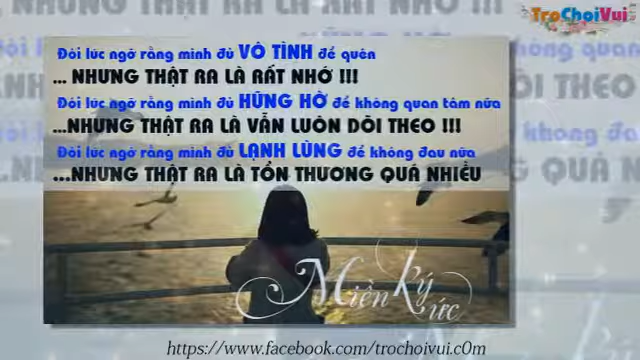 TroChoiVui
Đôi lúc ngỡ rằng mình đủ VÔ TÌNH để quên
... NHƯNG THẬT RA LÀ RẤT NHỚ !!!
Đôi lúc ngỡ rằng mình đủ HỮNG HỜ để không quan tâm nữa
...NHƯNG THẬT RA LÀ VẪN LUÔN DÕI THEO !!!
Đôi lúc ngỡ rằng mình đủ LẠNH LÙNG để không đau nữa
...NHƯNG THẬT RA LÀ TỔN THƯƠNG QUÁ NHIỀU
Miền ký ức
https://www.facebook.com/trochoivui.c0m